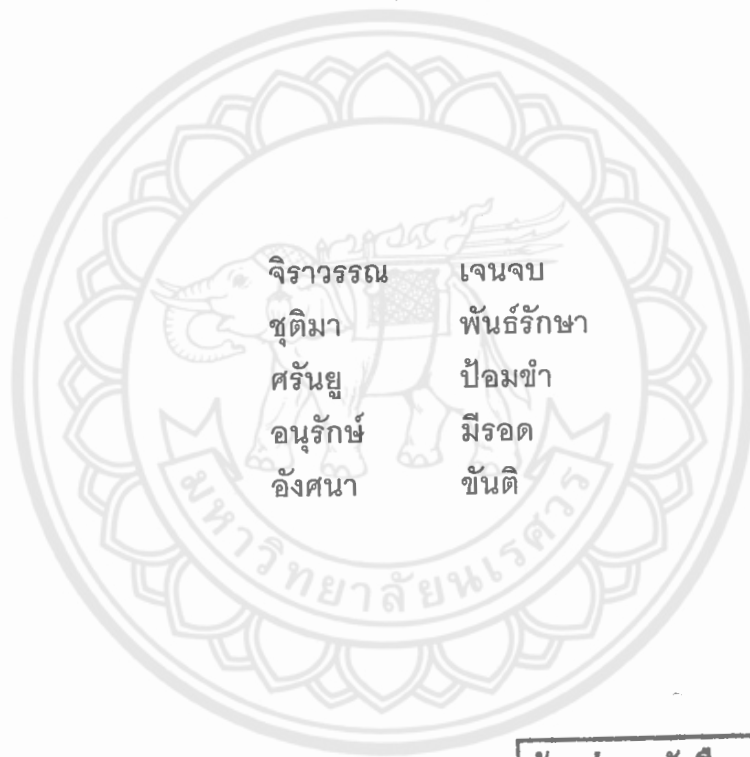 จิราวรรณ เจนจบ
ชุติมา พันธ์รักษา
ศรันยู ป้อมขำ
อนุรักษ์ มีรอด
อังศนา ขันติ
มหาวิทยาลัยนเรศวร